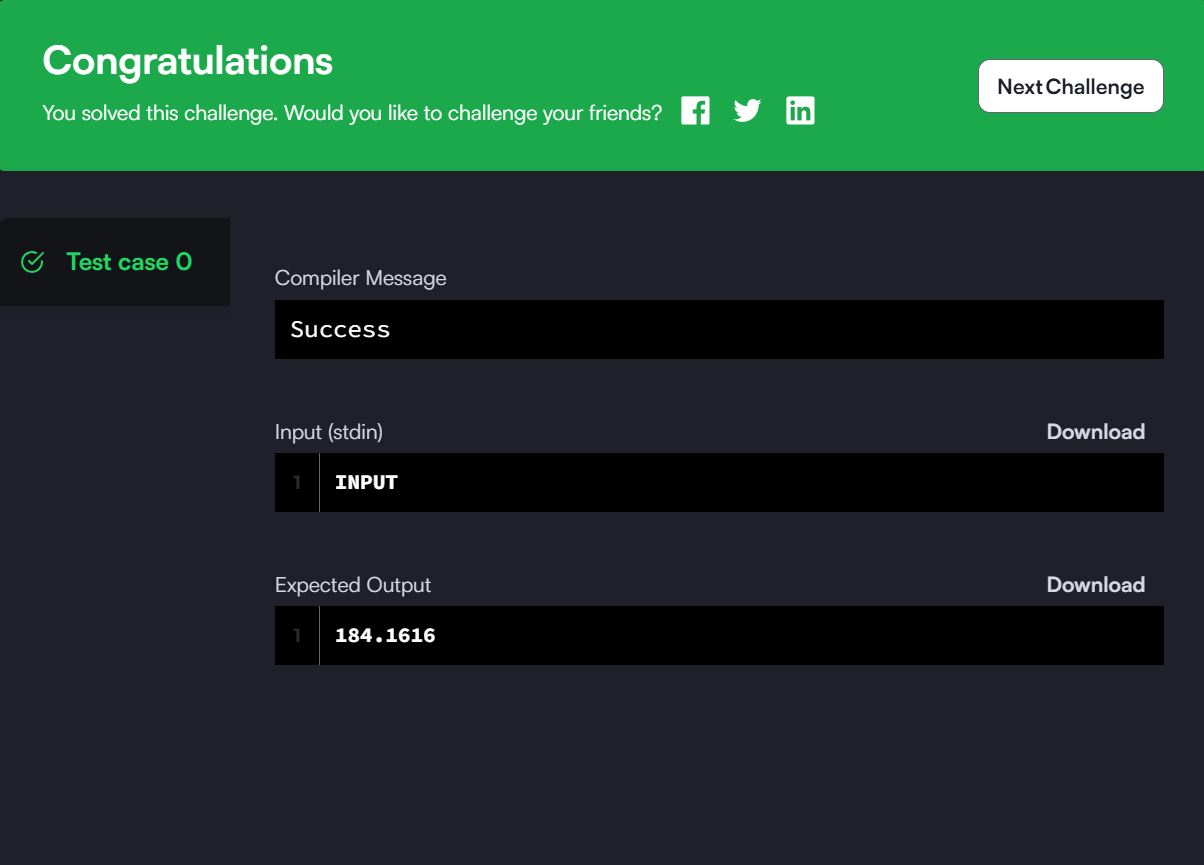 Congratulations
You solved this challenge. Would you like to challenge your friends?
Next Challenge
Test case 0
Compiler Message
Success
Input (stdin)
Download
1
INPUT
Expected Output
Download
1
184.1616